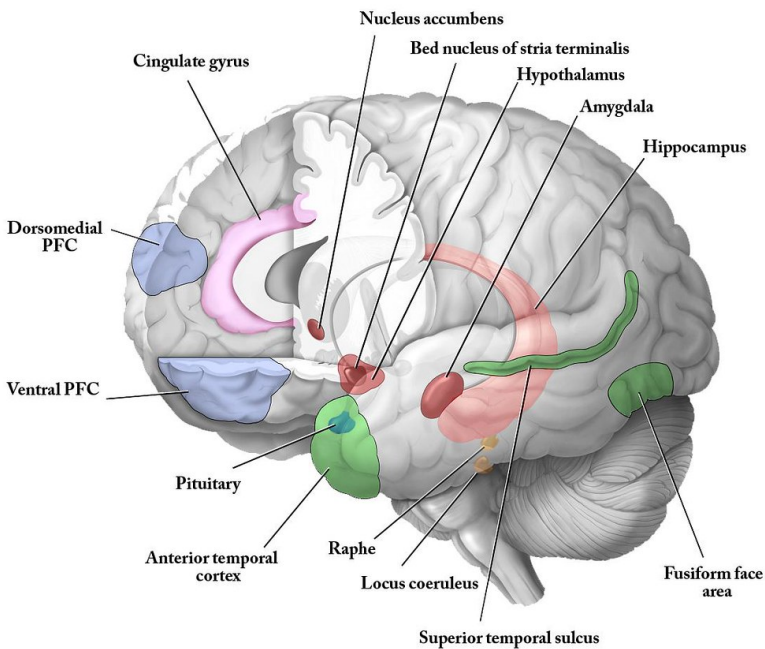 Nucleus accumbens
Bed nucleus of stria terminalis
Cingulate gyrus
Hypothalamus
Amygdala
Hippocampus
Dorsomedial
PFC
Ventral PFC
Pituitary
Anterior temporal
cortex
Raphe
Locus coeruleus
Fusiform face
area
Superior temporal sulcus